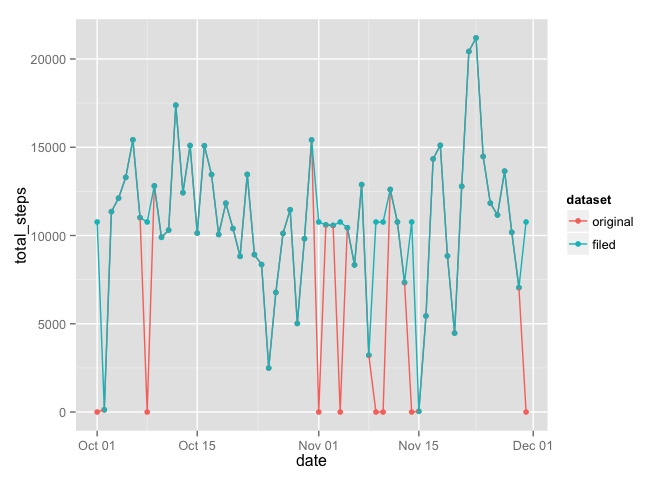 20000
15000
10000
5000
0
total_steps
Oct 01
Oct 15
Nov 01
Nov 15
Dec 01
date
dataset
original
filed